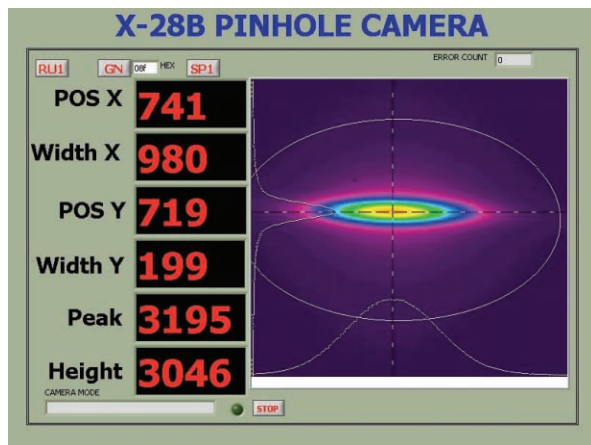 X-28B PINHOLE CAMERA
ERROR COUNT 0
RU1 GN 08f HEX SP1
POS X 741
Width X 980
POS Y 719
Width Y 199
Peak 3195
Height 3046
CAMERA MODE
STOP